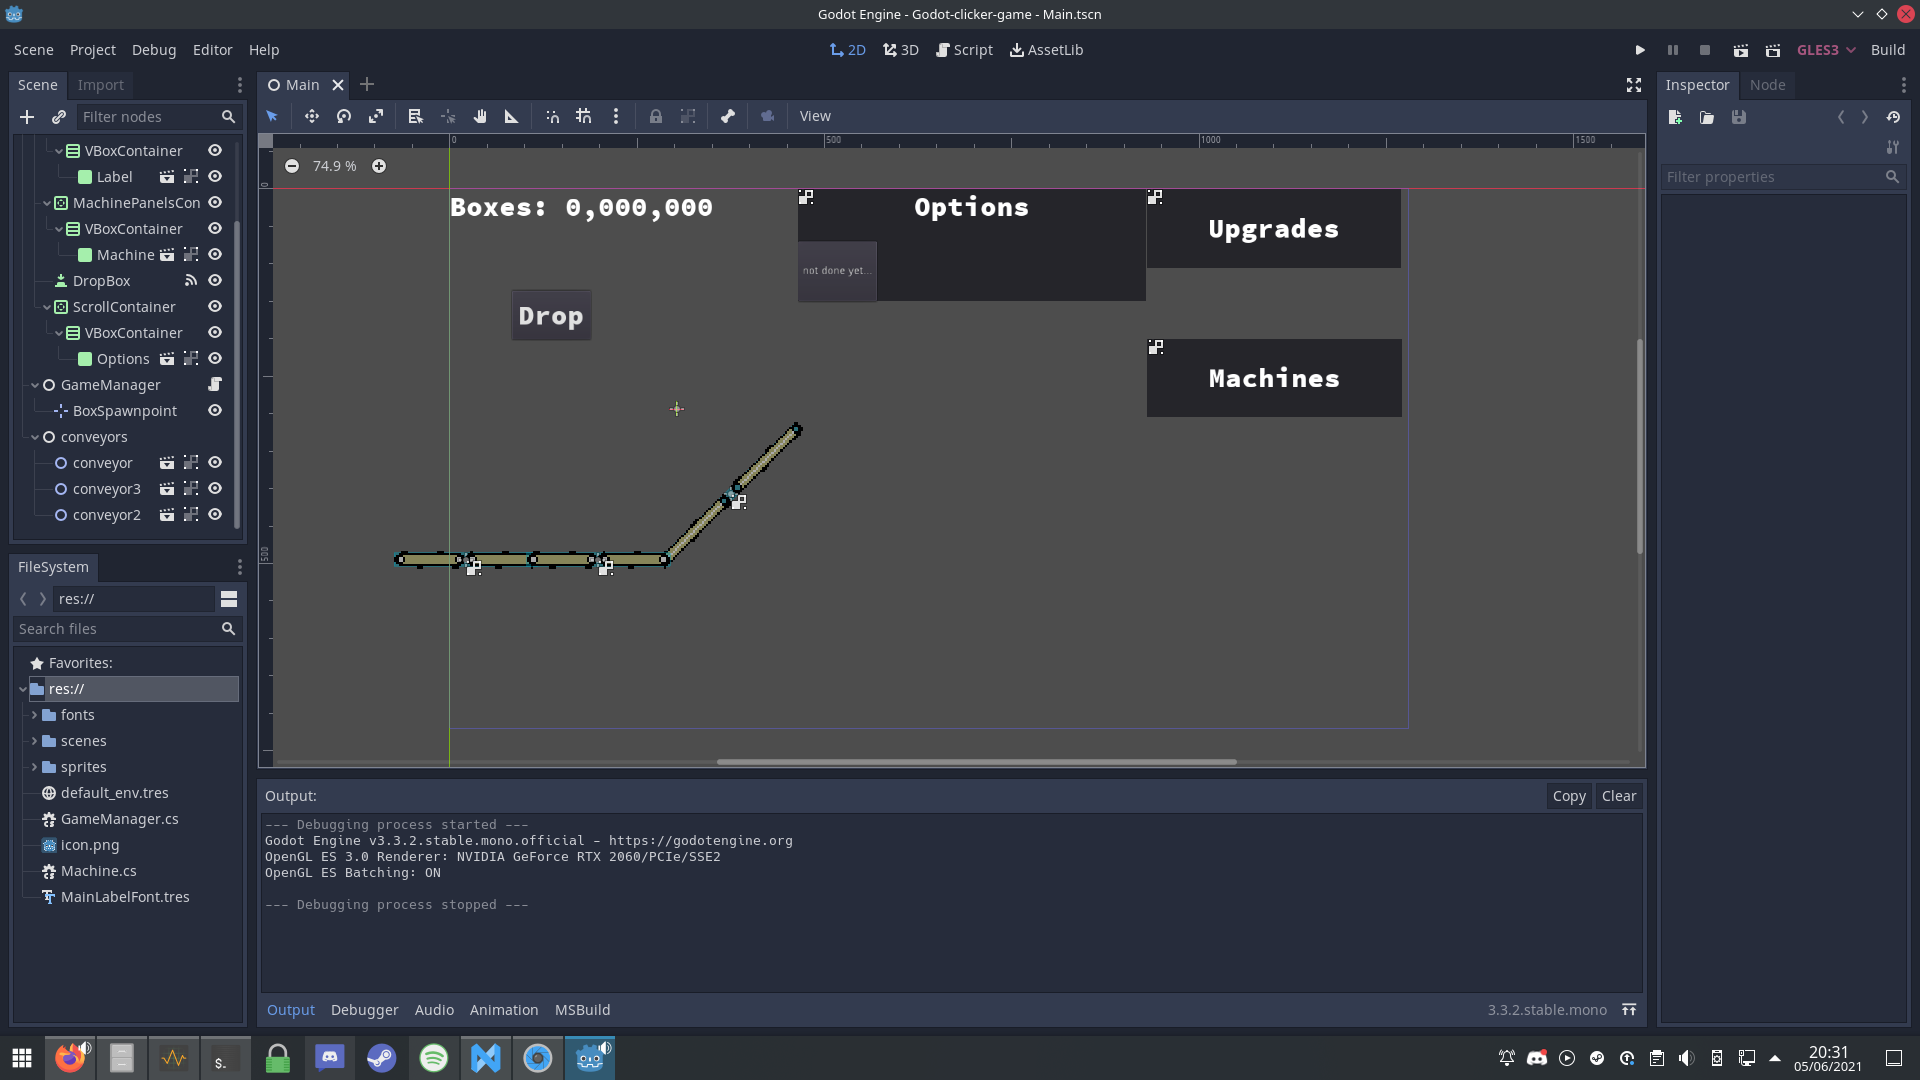 Godot Engine - Godot-clicker-game - Main.tscn
Scene Project Debug Editor Help
2D 3D Script AssetLib
GLES3 Build
Scene Import
Main
Inspector Node
Filter nodes
View
Filter properties
VBoxContainer
Label
MachinePanelsCon
VBoxContainer
Machine
DropBox
ScrollContainer
VBoxContainer
Options
GameManager
BoxSpawnpoint
conveyors
conveyor
conveyor3
conveyor2
0 500 1000 1500
0
500
74.9 %
Boxes: 0,000,000
Options
Upgrades
not done yet...
Drop
Machines
FileSystem
res://
Search files
Favorites:
res://
fonts
scenes
sprites
default_env.tres
GameManager.cs
icon.png
Machine.cs
MainLabelFont.tres
Output:
Copy Clear
--- Debugging process started ---
Godot Engine v3.3.2.stable.mono.official - https://godotengine.org
OpenGL ES 3.0 Renderer: NVIDIA GeForce RTX 2060/PCIe/SSE2
OpenGL ES Batching: ON
--- Debugging process stopped ---
Output Debugger Audio Animation MSBuild
3.3.2.stable.mono
$_
20:31
05/06/2021